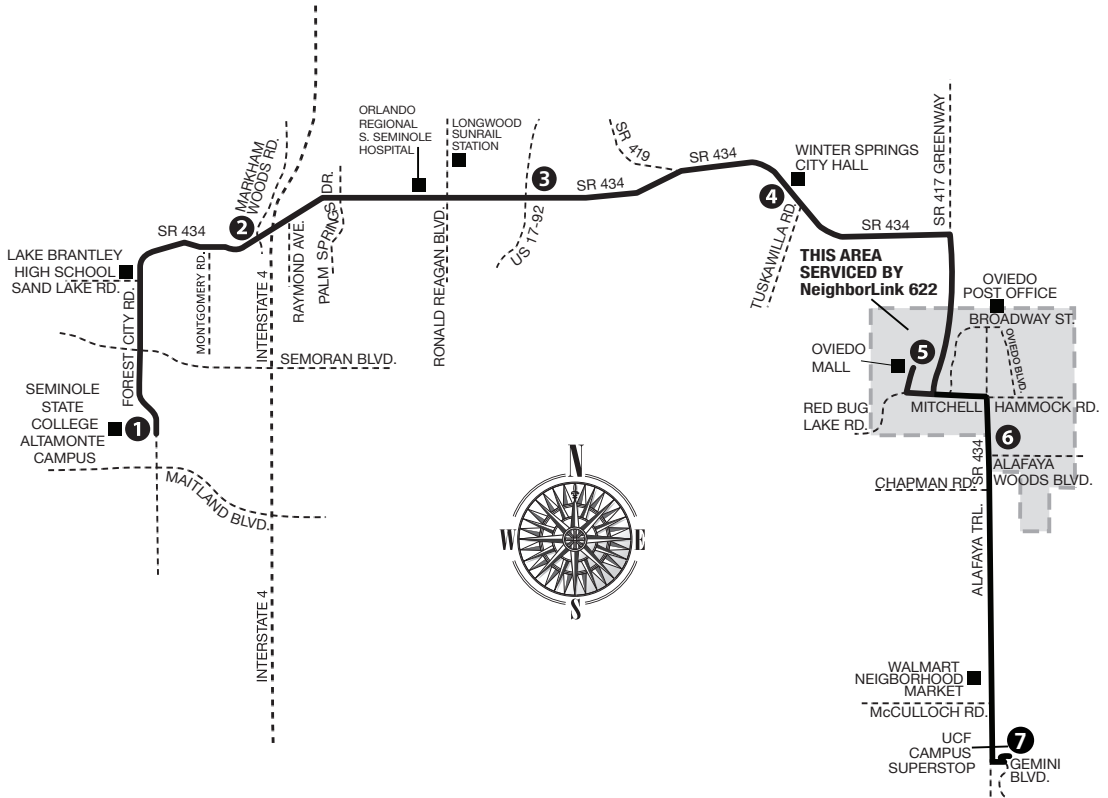 ORLANDO
REGIONAL
S. SEMINOLE
HOSPITAL
LONGWOOD
SUNRAIL
STATION
MARKHAM
WOODS RD.
SR 419
SR 434
WINTER SPRINGS
CITY HALL
SR 417 GREENWAY
3
SR 434
4
2
SR 434
SR 434
LAKE BRANTLEY
HIGH SCHOOL
SAND LAKE RD.
FOREST CITY RD.
MONTGOMERY RD.
INTERSTATE 4
RAYMOND AVE.
PALM SPRINGS DR.
RONALD REAGAN BLVD.
US 17-92
TUSKAWILLA RD.
THIS AREA
SERVICED BY
NeighborLink 622
OVIEDO
POST OFFICE
BROADWAY ST.
OVIEDO BLVD.
5
OVIEDO
MALL
SEMORAN BLVD.
SEMINOLE
STATE
COLLEGE
ALTAMONTE
CAMPUS
1
RED BUG
LAKE RD.
MITCHELL HAMMOCK RD.
6
SR 434
ALAFAYA
WOODS BLVD.
CHAPMAN RD.
MAITLAND BLVD.
ALAFAYA TRL.
N
W
E
S
INTERSTATE 4
WALMART
NEIGBORHOOD
MARKET
McCULLOCH RD.
UCF
CAMPUS
SUPERSTOP
7
GEMINI
BLVD.